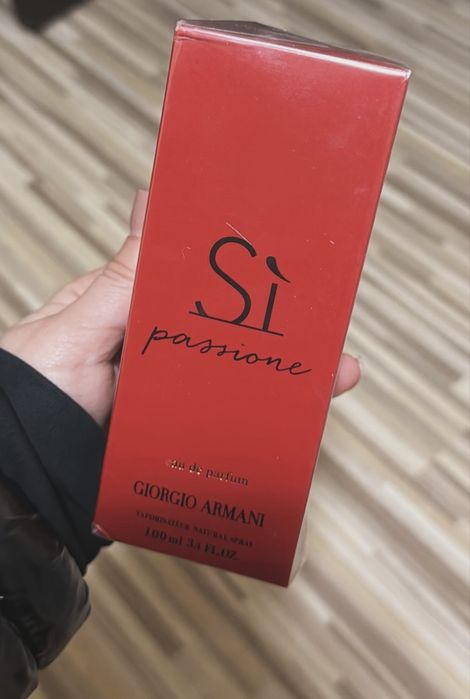 Sì
passione
eau de parfum
GIORGIO ARMANI
VAPORISATEUR NATURAL SPRAY
100 ml 3.4 FL.OZ.